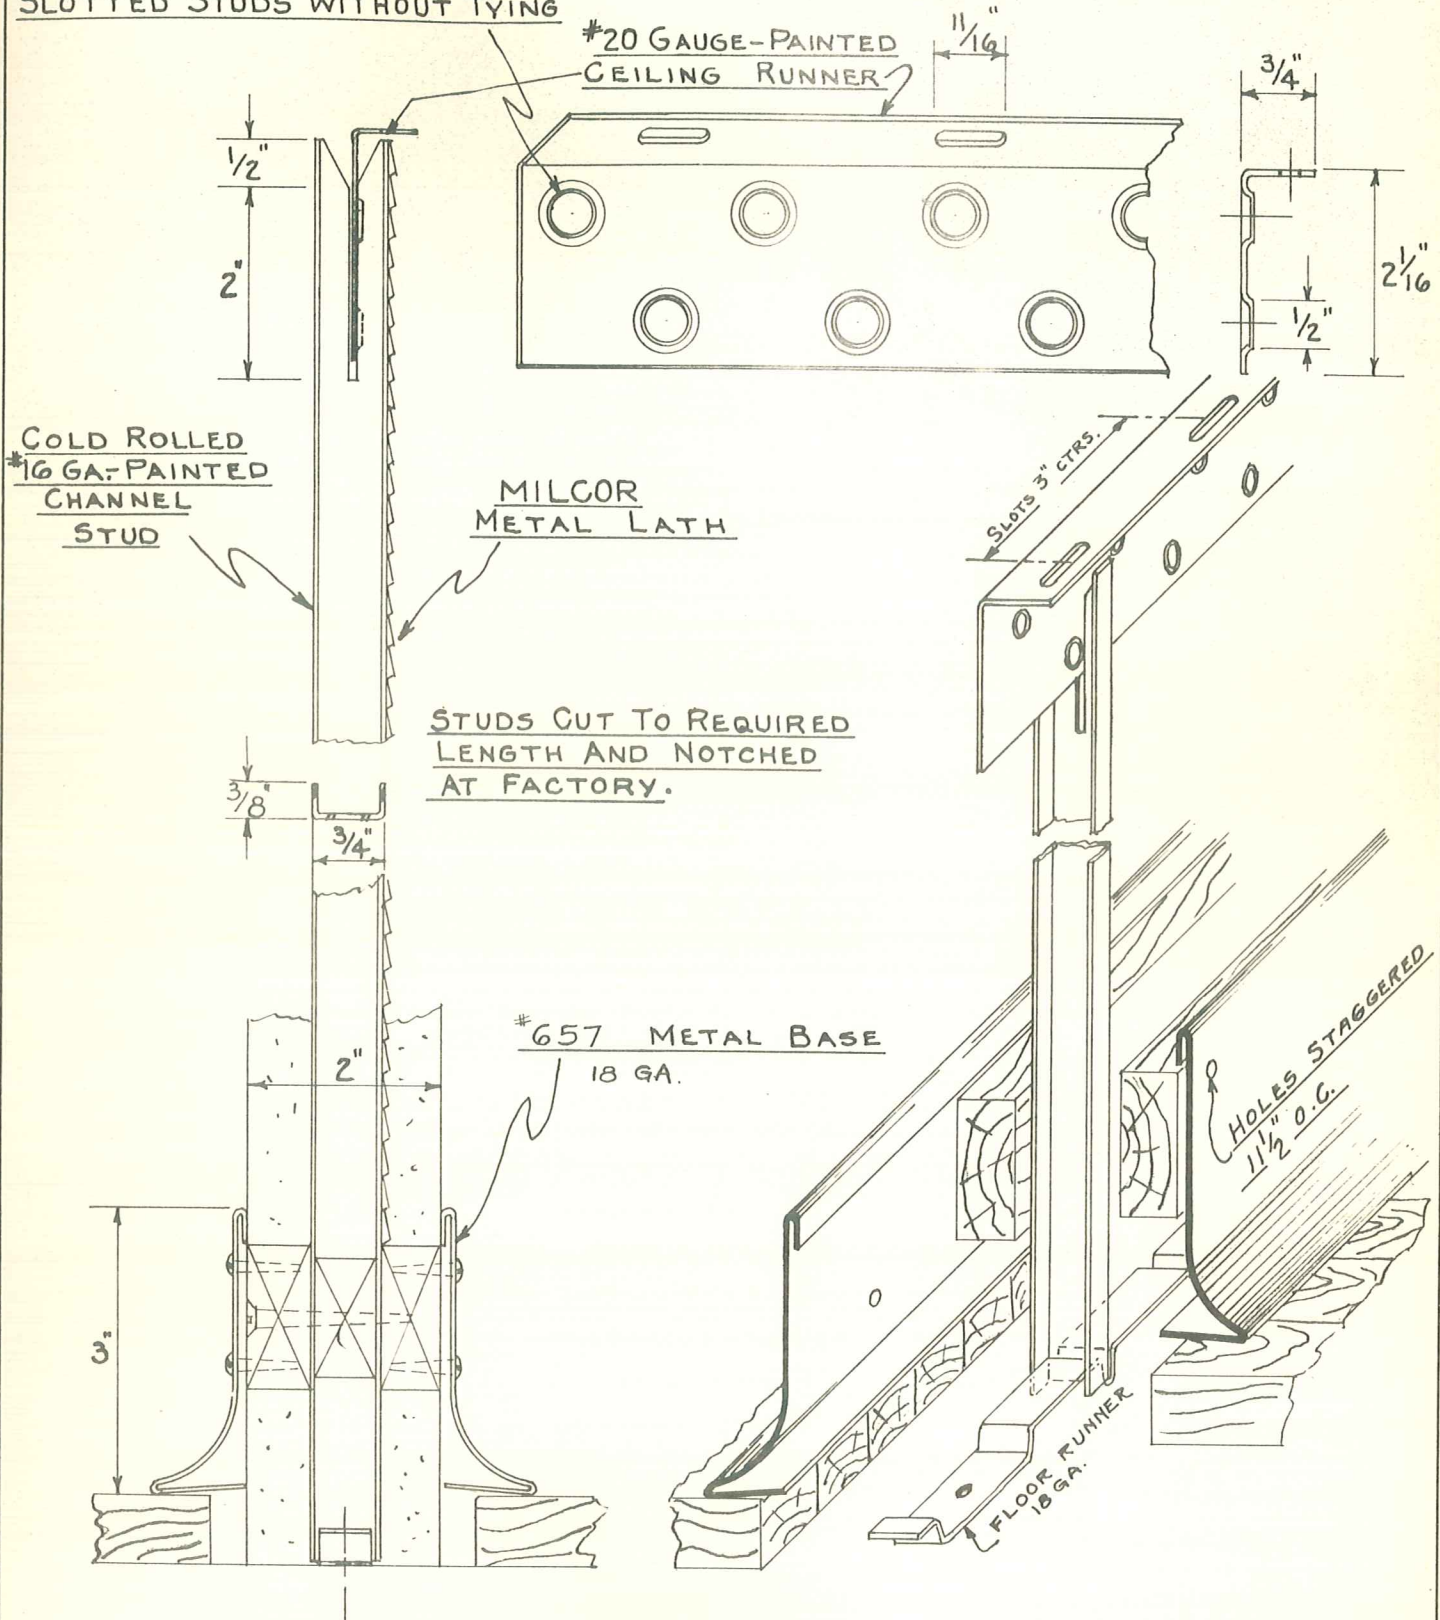 SLOTTED STUDS WITHOUT TYING
#20 GAUGE-PAINTED
CEILING RUNNER
11/16"
3/4"
1/2"
2"
2 1/16"
1/2"
COLD ROLLED
#16 GA.-PAINTED
CHANNEL
STUD
MILCOR
METAL LATH
SLOTS 3" CTRS.
STUDS CUT TO REQUIRED
LENGTH AND NOTCHED
AT FACTORY.
3/8"
3/4"
#657 METAL BASE
18 GA.
2"
HOLES STAGGERED
11 1/2" O.C.
3"
FLOOR RUNNER
18 GA.